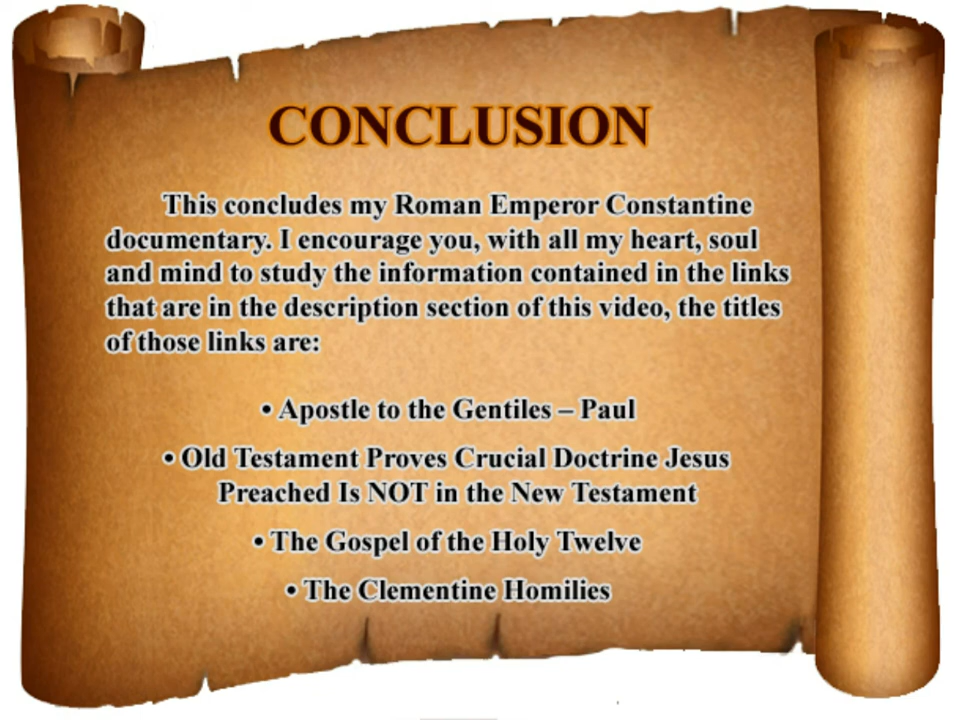 CONCLUSION
This concludes my Roman Emperor Constantine
documentary. I encourage you, with all my heart, soul
and mind to study the information contained in the links
that are in the description section of this video, the titles
of those links are:
• Apostle to the Gentiles – Paul
• Old Testament Proves Crucial Doctrine Jesus
Preached Is NOT in the New Testament
• The Gospel of the Holy Twelve
• The Clementine Homilies